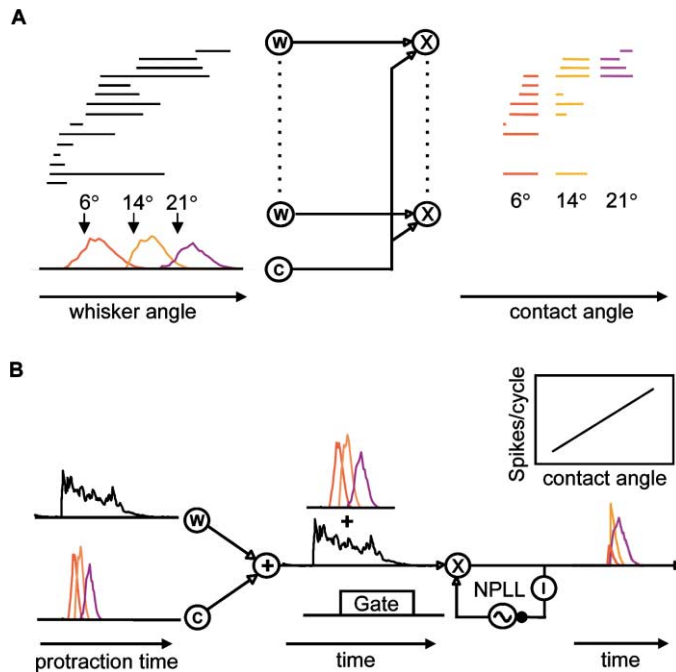 A
W X
6° 14° 21°
6° 14° 21°
W X
C
whisker angle
contact angle
B
Spikes/cycle
contact angle
W
+
+
X
NPLL
I
C
Gate
protraction time
time
time